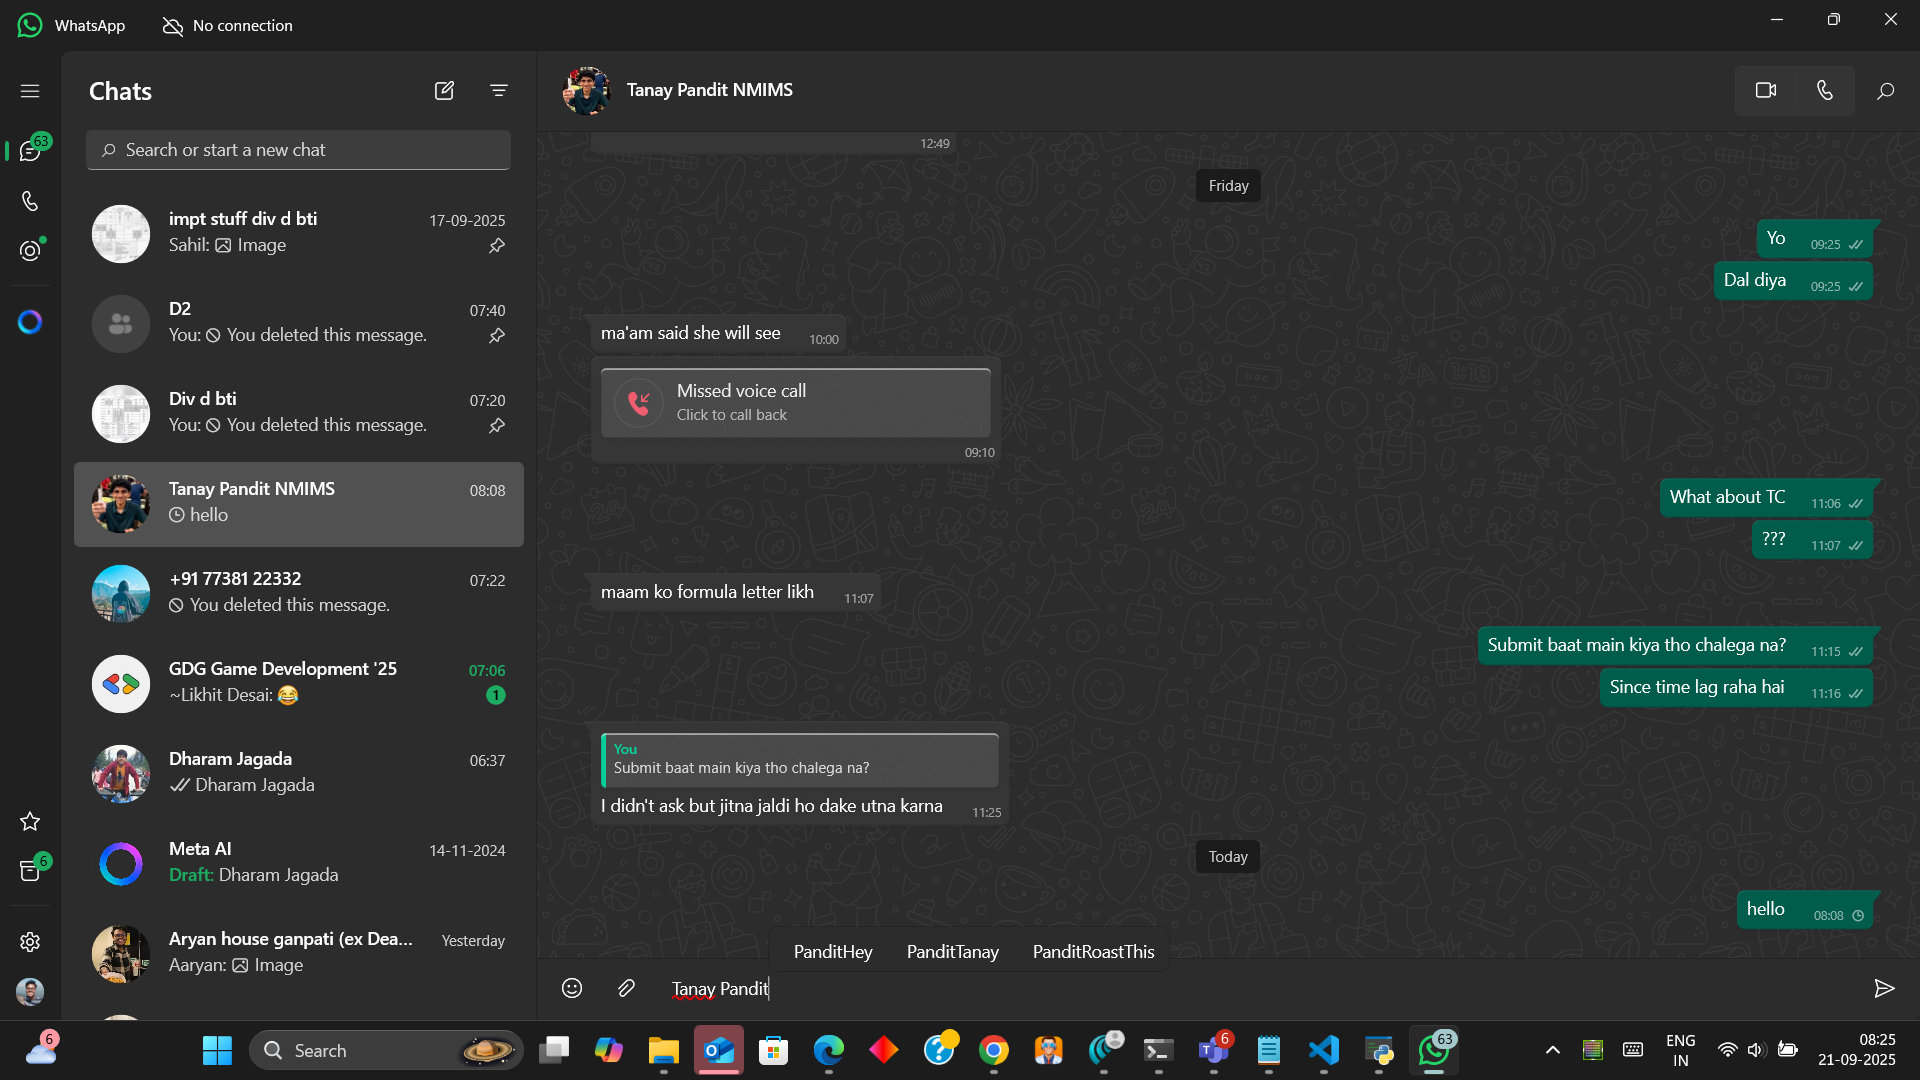 WhatsApp
No connection
Chats
63
Search or start a new chat
impt stuff div d bti
17-09-2025
Sahil: Image
D2
07:40
You: You deleted this message.
Div d bti
07:20
You: You deleted this message.
Tanay Pandit NMIMS
08:08
hello
+91 77381 22332
07:22
You deleted this message.
GDG Game Development '25
07:06
~Likhit Desai: 😂
1
Dharam Jagada
06:37
Dharam Jagada
Meta AI
14-11-2024
Draft: Dharam Jagada
6
Aryan house ganpati (ex Dea...
Yesterday
Aaryan: Image
Tanay Pandit NMIMS
12:49
Friday
Yo 09:25
Dal diya 09:25
ma'am said she will see 10:00
Missed voice call
Click to call back
09:10
What about TC 11:06
??? 11:07
maam ko formula letter likh 11:07
Submit baat main kiya tho chalega na? 11:15
Since time lag raha hai 11:16
You
Submit baat main kiya tho chalega na?
I didn't ask but jitna jaldi ho dake utna karna 11:25
Today
hello 08:08
PanditHey PanditTanay PanditRoastThis
Tanay Pandit
6
Search
6
63
ENG
IN
08:25
21-09-2025